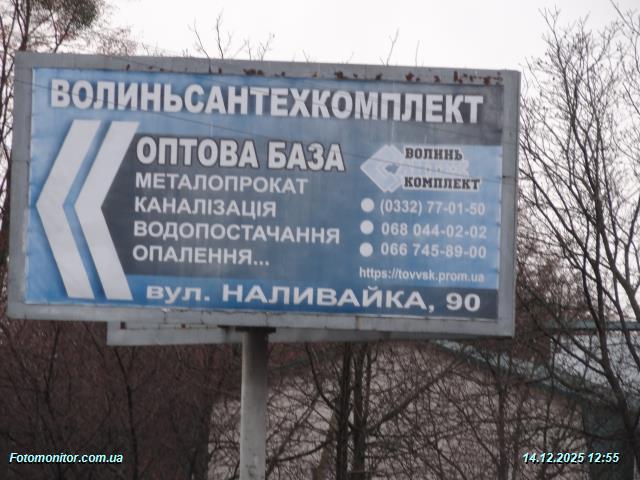 ВОЛИНЬСАНТЕХКОМПЛЕКТ
ОПТОВА БАЗА
МЕТАЛОПРОКАТ
КАНАЛІЗАЦІЯ
ВОДОПОСТАЧАННЯ
ОПАЛЕННЯ...
ВОЛИНЬ
КОМПЛЕКТ
(0332) 77-01-50
068 044-02-02
066 745-89-00
https://tovvsk.prom.ua
вул. НАЛИВАЙКА, 90
Fotomonitor.com.ua
14.12.2025 12:55